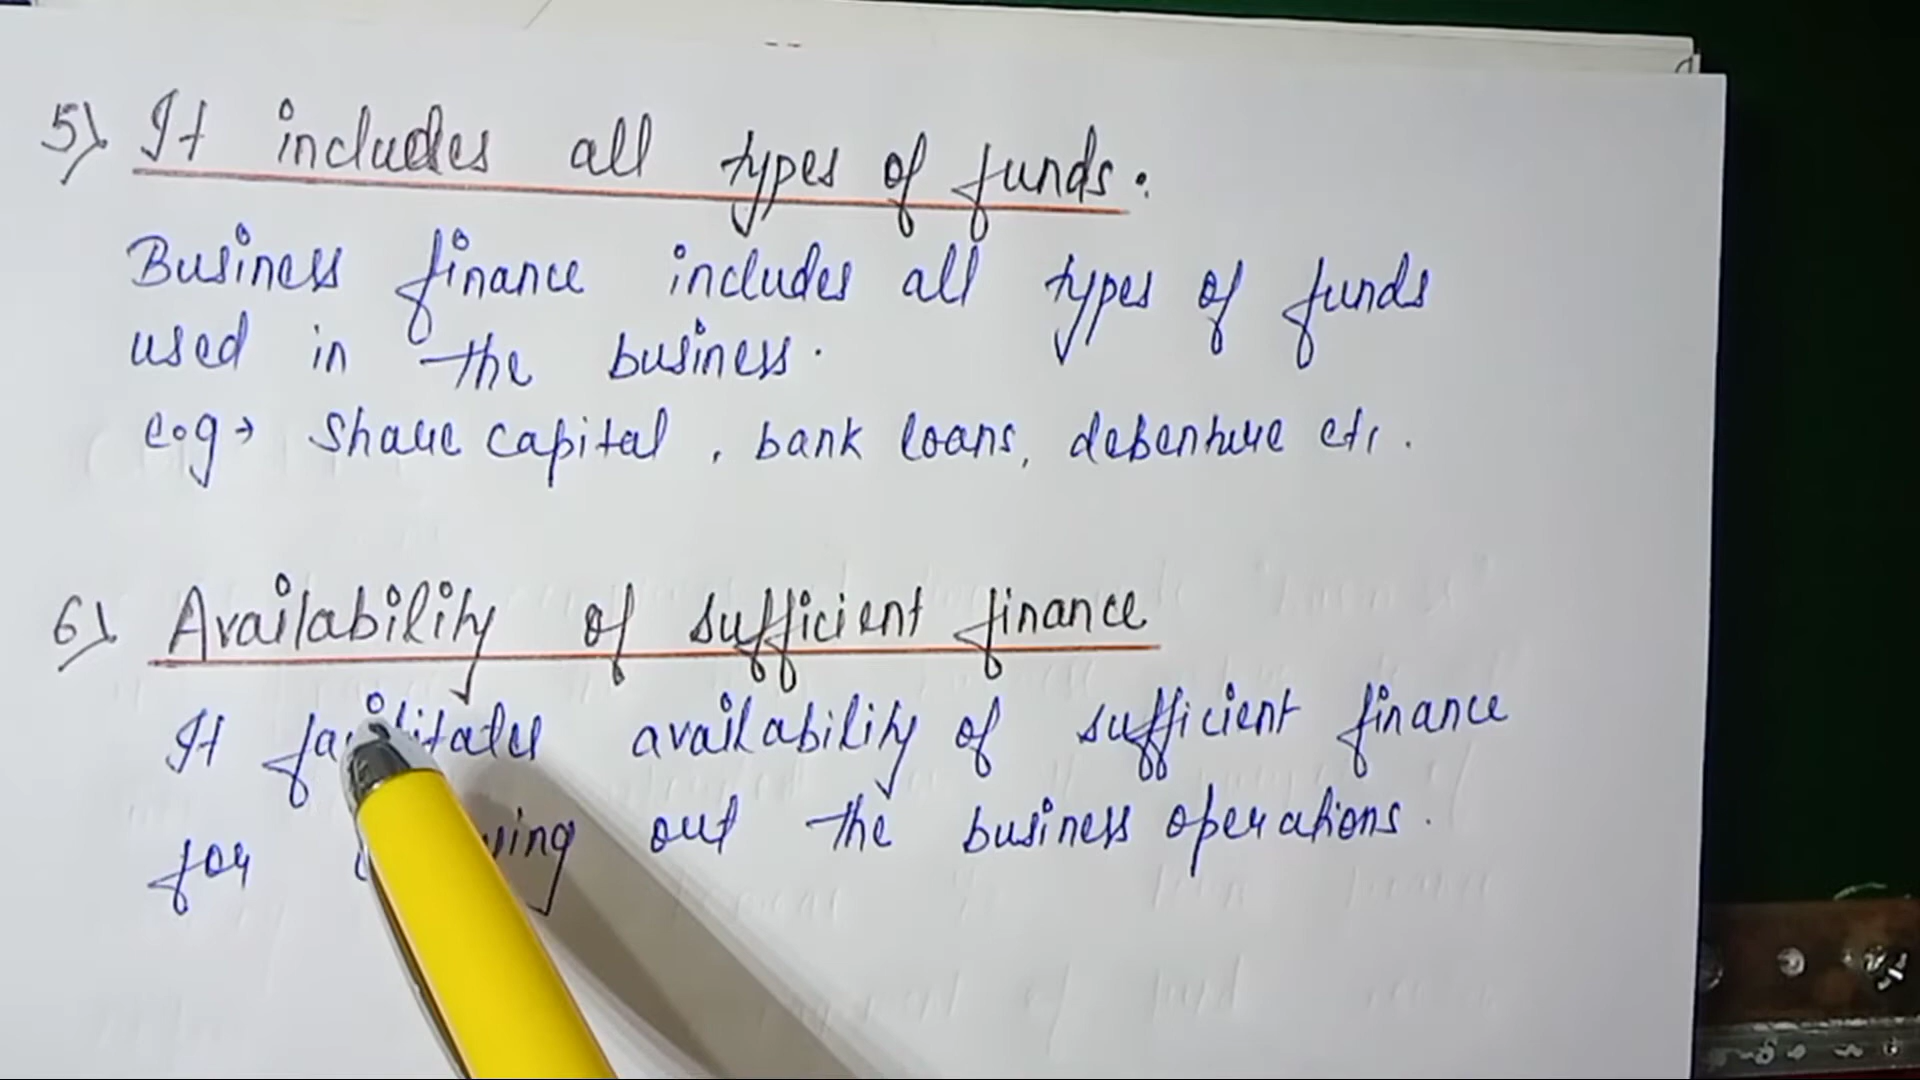 5) It includes all types of funds.
Business finance includes all types of funds
used in the business.
e.g → Share capital, bank loans, debenture etc.
6) Availability of sufficient finance
It facilitates availability of sufficient finance
for out the business operations.